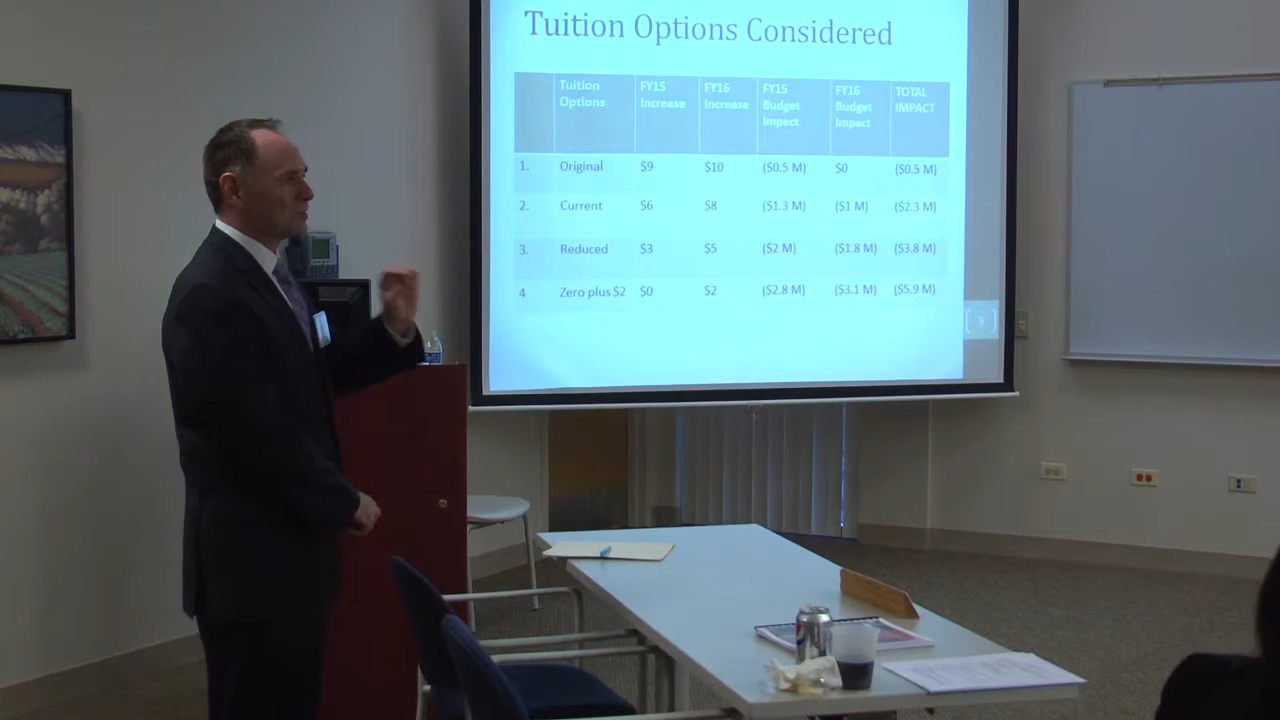 Tuition Options Considered
Tuition Options FY15 Increase FY16 Increase FY15 Budget Impact FY16 Budget Impact TOTAL IMPACT
1. Original $9 $10 ($0.5 M) $0 ($0.5 M)
2. Current $6 $8 ($1.3 M) ($1 M) ($2.3 M)
3. Reduced $3 $5 ($2 M) ($1.8 M) ($3.8 M)
4 Zero plus $2 $0 $2 ($2.8 M) ($3.1 M) ($5.9 M)